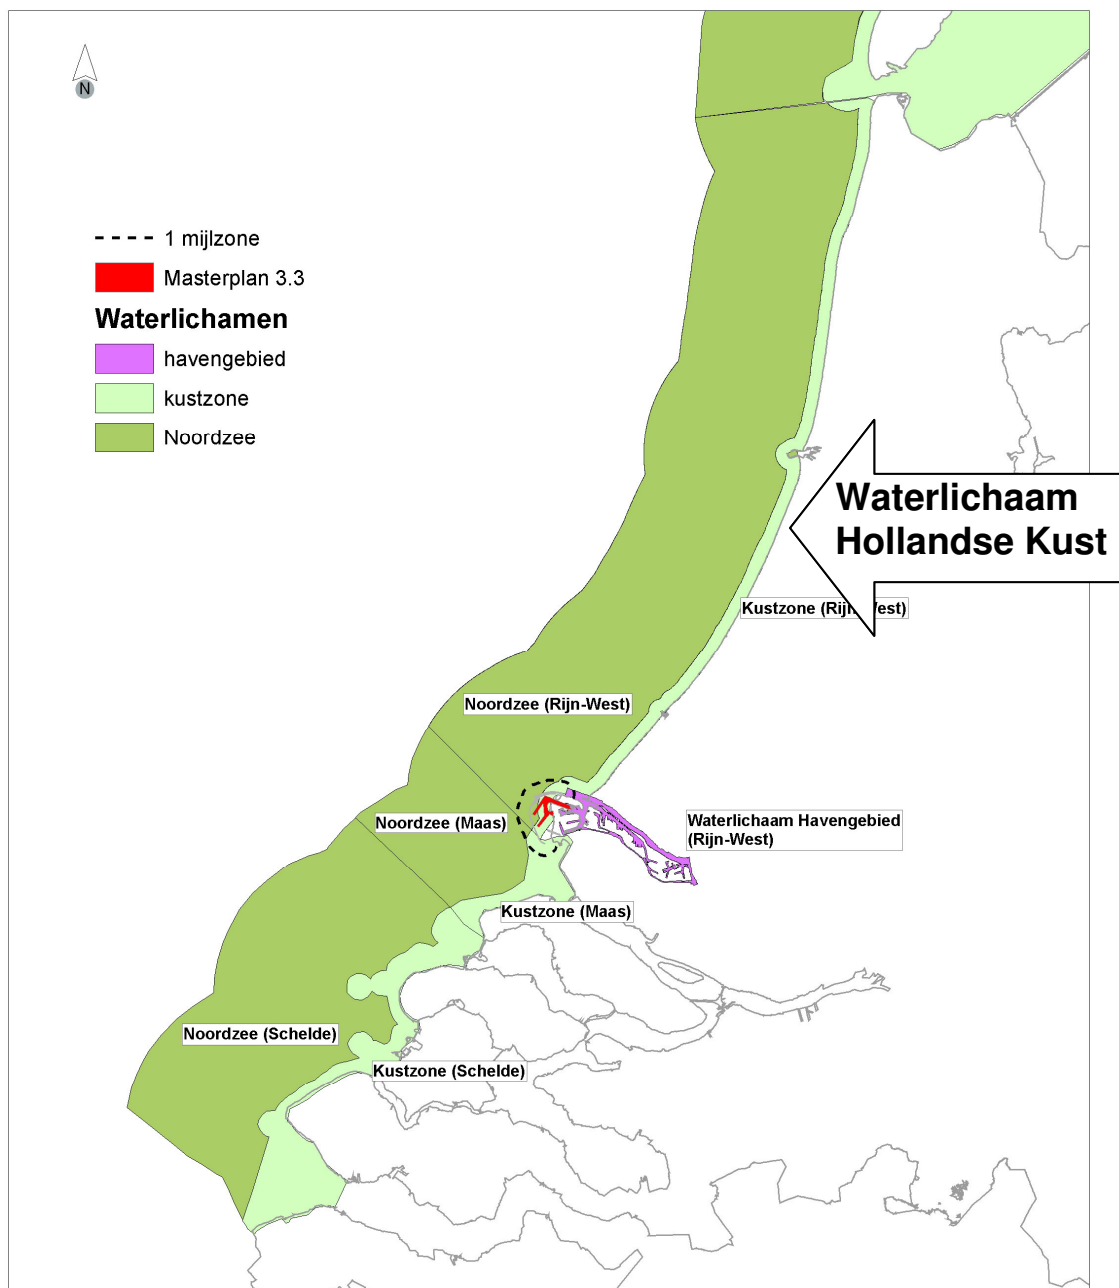 N
1 mijlzone
Masterplan 3.3
Waterlichamen
havengebied
kustzone
Noordzee
Waterlichaam
Hollandse Kust
Kustzone (Rijn-West)
Noordzee (Rijn-West)
Noordzee (Maas)
Waterlichaam Havengebied
(Rijn-West)
Kustzone (Maas)
Noordzee (Schelde)
Kustzone (Schelde)